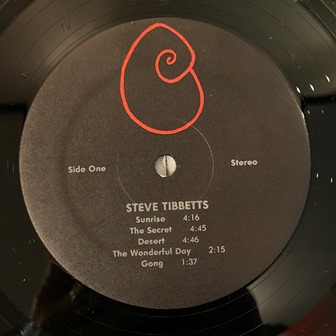 Side One
Stereo
STEVE TIBBETTS
Sunrise 4:16
The Secret 4:45
Desert 4:46
The Wonderful Day 2:15
Gong 1:37